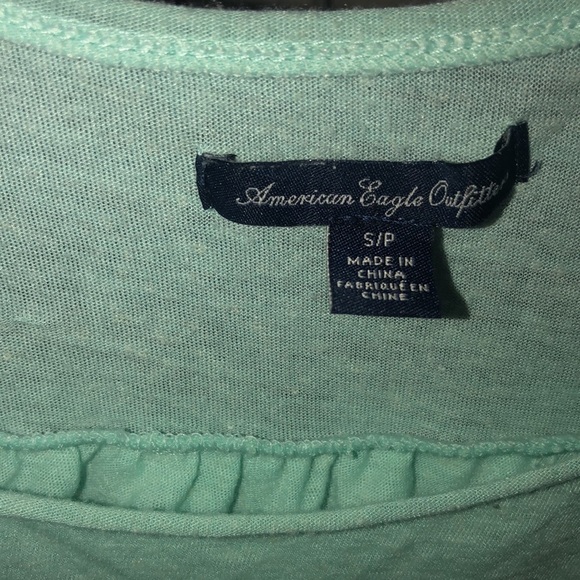 American Eagle Outfitters
S/P
MADE IN
CHINA
FABRIQUÉ EN
CHINE